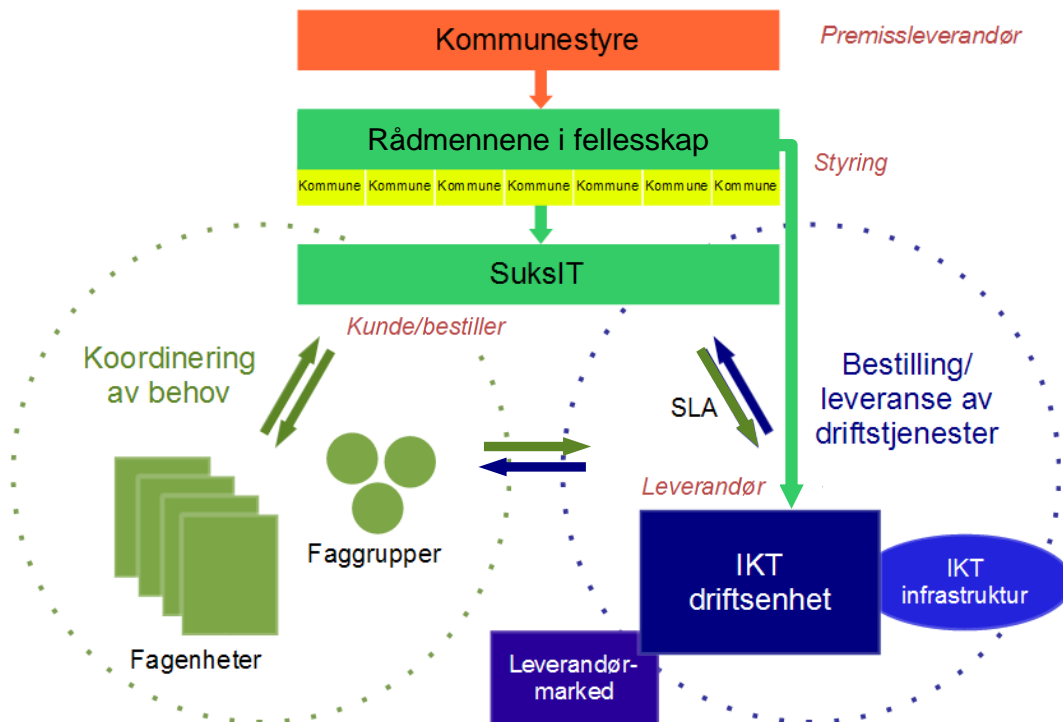 Kommunestyre
Premissleverandør
Rådmennene i fellesskap
Styring
Kommune Kommune Kommune Kommune Kommune Kommune Kommune
SuksIT
Kunde/bestiller
Koordinering
av behov
SLA
Bestilling/
leveranse av
driftstjenester
Leverandør
Faggrupper
Fagenheter
IKT
driftsenhet
IKT
infrastruktur
Leverandør-
marked